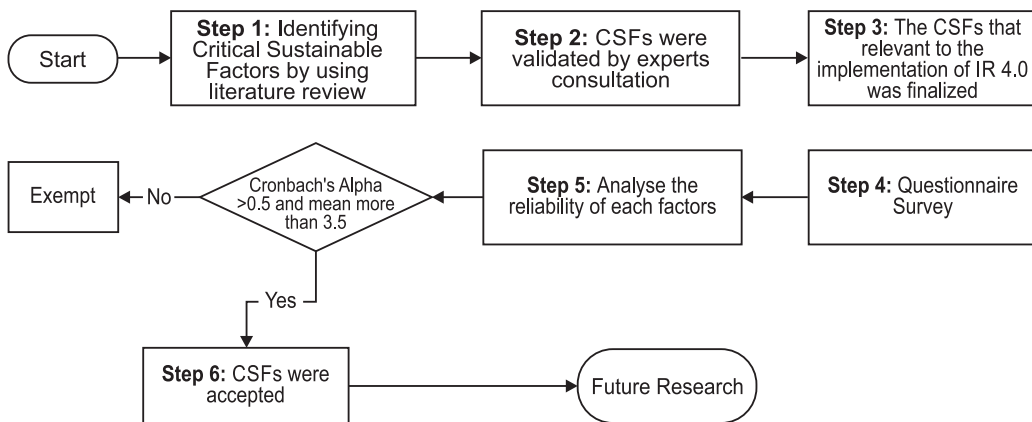 Start
Step 1: Identifying
Critical Sustainable
Factors by using
literature review
Step 2: CSFs were
validated by experts
consultation
Step 3: The CSFs that
relevant to the
implementation of IR 4.0
was finalized
Step 4: Questionnaire
Survey
Step 5: Analyse the
reliability of each factors
Cronbach's Alpha
>0.5 and mean more
than 3.5
No
Exempt
Yes
Step 6: CSFs were
accepted
Future Research